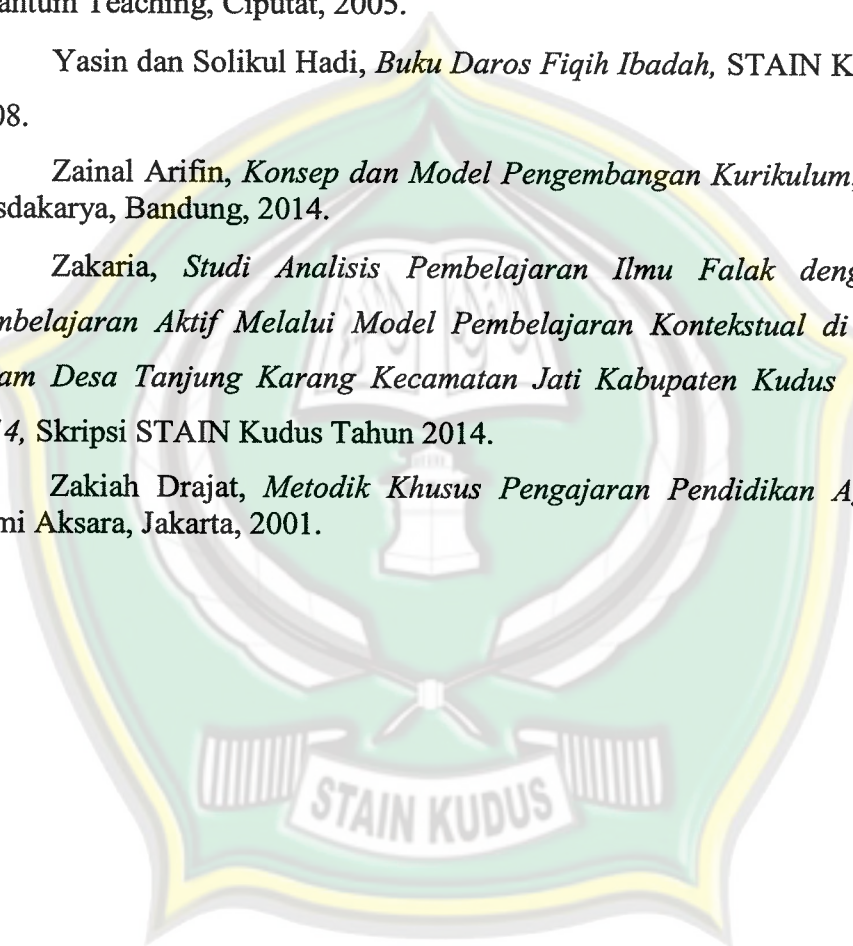 antum Teaching, Ciputat, 2005.
Yasin dan Solikul Hadi, Buku Daros Fiqih Ibadah, STAIN K
08.
Zainal Arifin, Konsep dan Model Pengembangan Kurikulum,
sdakarya, Bandung, 2014.
Zakaria, Studi Analisis Pembelajaran Ilmu Falak deng
mbelajaran Aktif Melalui Model Pembelajaran Kontekstual di
am Desa Tanjung Karang Kecamatan Jati Kabupaten Kudus
4, Skripsi STAIN Kudus Tahun 2014.
Zakiah Drajat, Metodik Khusus Pengajaran Pendidikan A
mi Aksara, Jakarta, 2001.
STAIN KUDUS